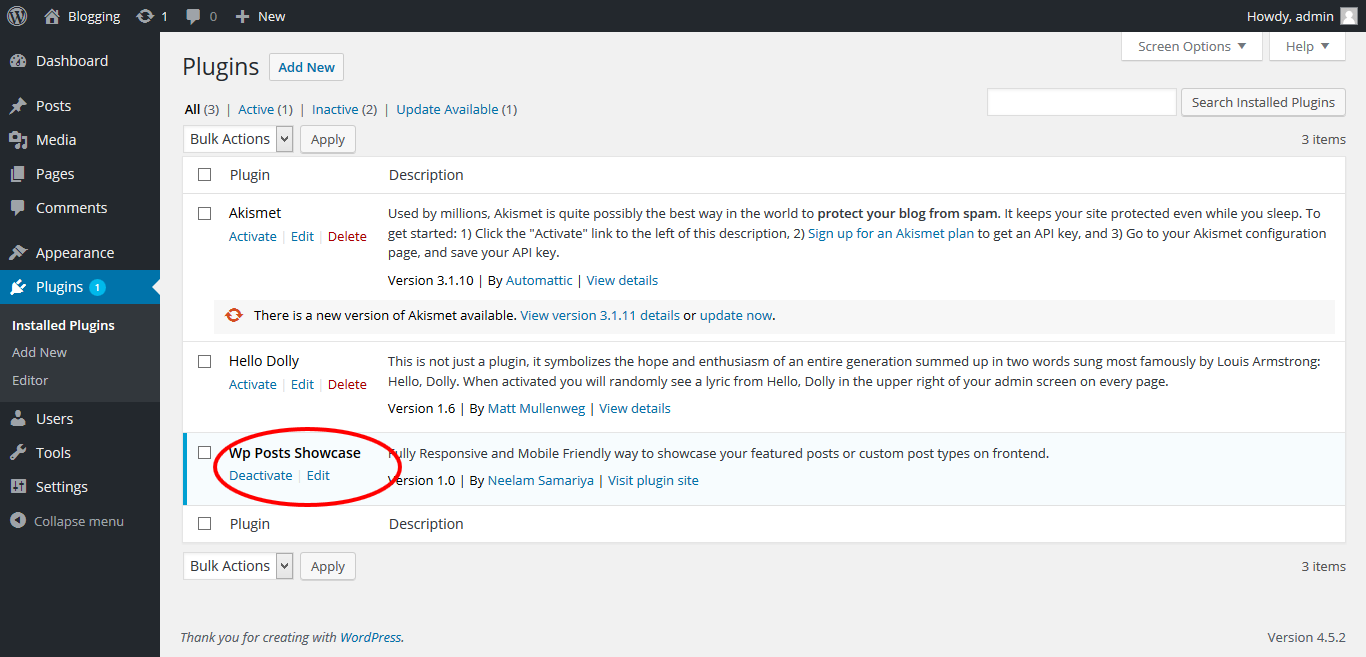 Blogging 1 0 New Howdy, admin
Dashboard
Posts
Media
Pages
Comments
Appearance
Plugins 1
Installed Plugins
Add New
Editor
Users
Tools
Settings
Collapse menu
Screen Options Help
Plugins Add New
All (3) | Active (1) | Inactive (2) | Update Available (1)
Search Installed Plugins
Bulk Actions Apply 3 items
Plugin Description
Akismet
Activate | Edit | Delete
Used by millions, Akismet is quite possibly the best way in the world to protect your blog from spam. It keeps your site protected even while you sleep. To
get started: 1) Click the "Activate" link to the left of this description, 2) Sign up for an Akismet plan to get an API key, and 3) Go to your Akismet configuration
page, and save your API key.
Version 3.1.10 | By Automattic | View details
There is a new version of Akismet available. View version 3.1.11 details or update now.
Hello Dolly
Activate | Edit | Delete
This is not just a plugin, it symbolizes the hope and enthusiasm of an entire generation summed up in two words sung most famously by Louis Armstrong:
Hello, Dolly. When activated you will randomly see a lyric from Hello, Dolly in the upper right of your admin screen on every page.
Version 1.6 | By Matt Mullenweg | View details
Wp Posts Showcase
Deactivate | Edit
Fully Responsive and Mobile Friendly way to showcase your featured posts or custom post types on frontend.
Version 1.0 | By Neelam Samariya | Visit plugin site
Plugin Description
Bulk Actions Apply 3 items
Thank you for creating with WordPress. Version 4.5.2